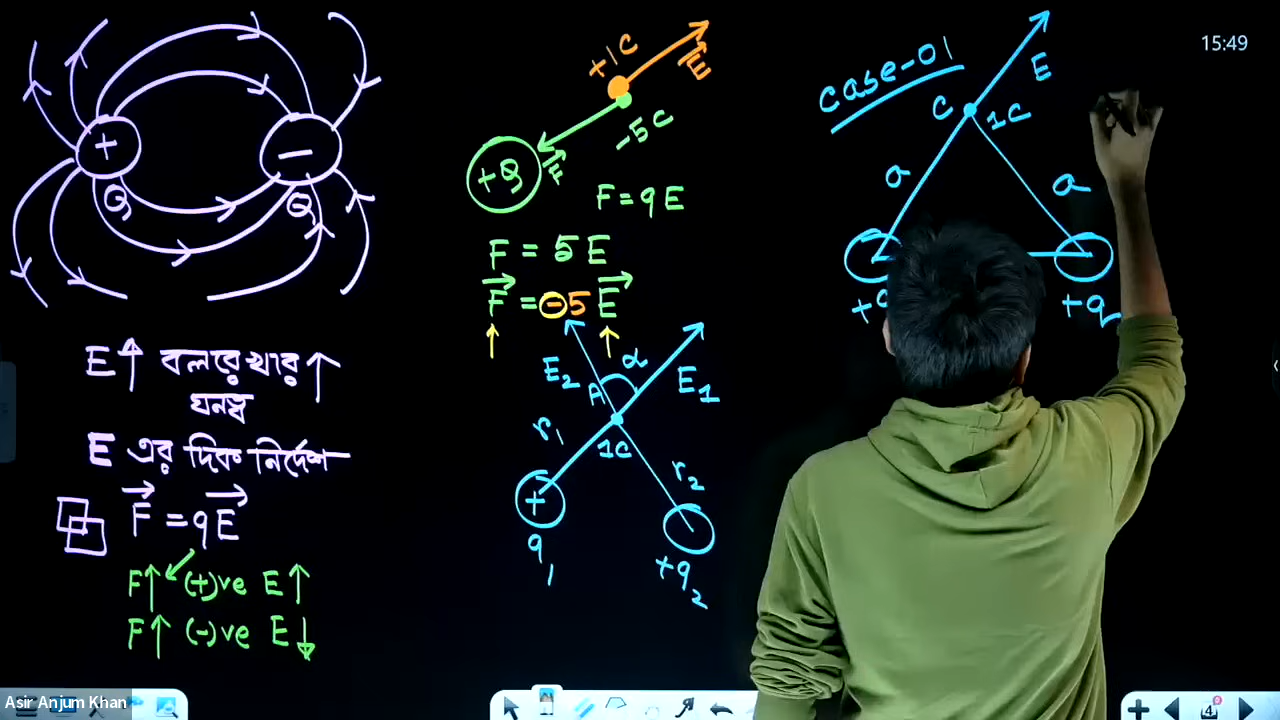 +
−
Q
Q
E↑ বলরেখার ↑
ঘনত্ব
E এর দিক নির্দেশ
F⃗ = qE⃗
F↑ (+)ve E↑
F↑ (−)ve E↓
+1C
E⃗
-5C
+Q
F⃗
F = qE
F = 5E
F⃗ = -5E⃗
E₂
α
E₁
A
r₁
1C
r₂
+
q₁
+q₂
case-01
E
C
1C
a
a
+q
15:49
Asir Anjum Khan
4